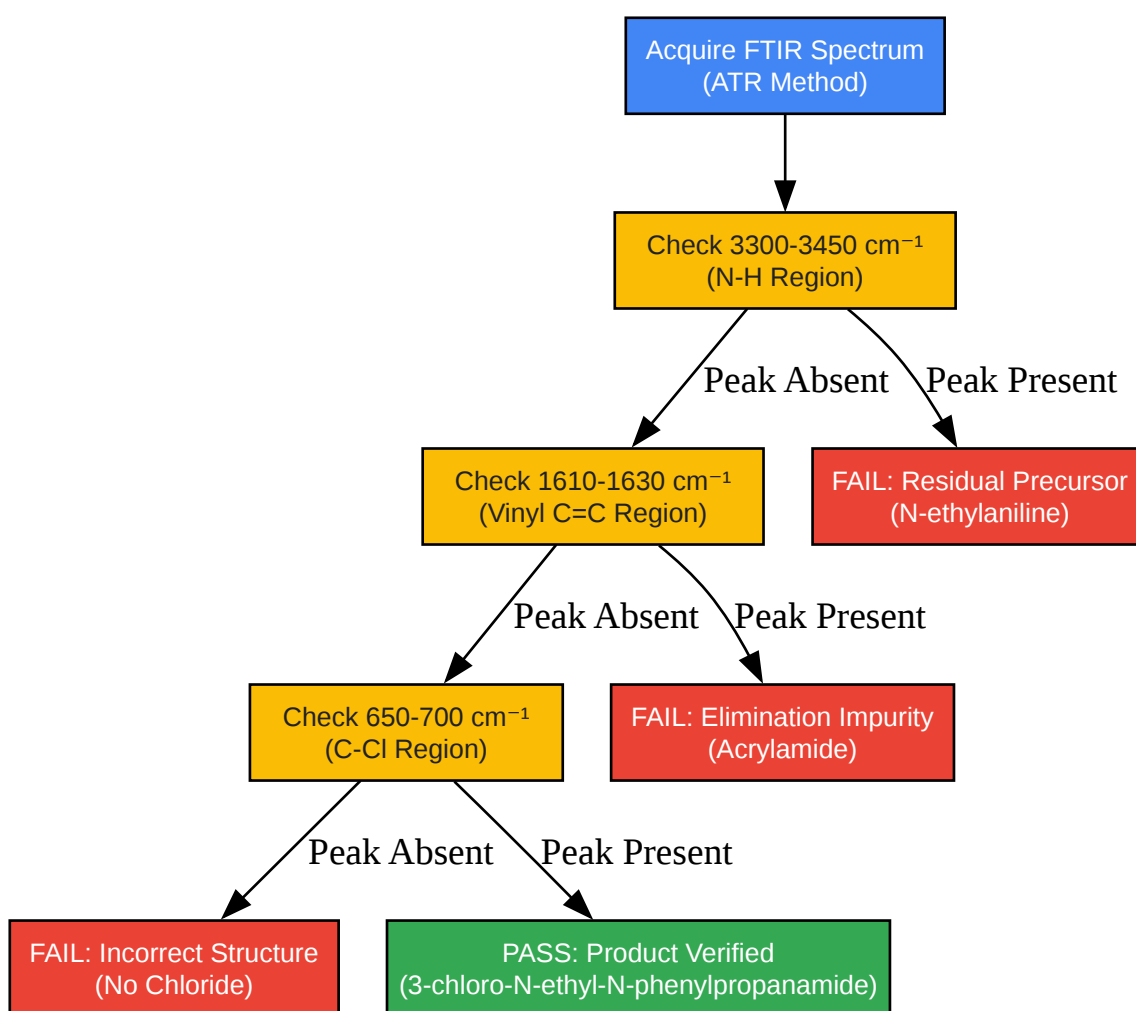 Acquire FTIR Spectrum
(ATR Method)
Check 3300-3450 cm⁻¹
(N-H Region)
Peak Absent
Peak Present
Check 1610-1630 cm⁻¹
(Vinyl C=C Region)
FAIL: Residual Precursor
(N-ethylaniline)
Peak Absent
Peak Present
Check 650-700 cm⁻¹
(C-Cl Region)
FAIL: Elimination Impurity
(Acrylamide)
Peak Absent
Peak Present
FAIL: Incorrect Structure
(No Chloride)
PASS: Product Verified
(3-chloro-N-ethyl-N-phenylpropanamide)